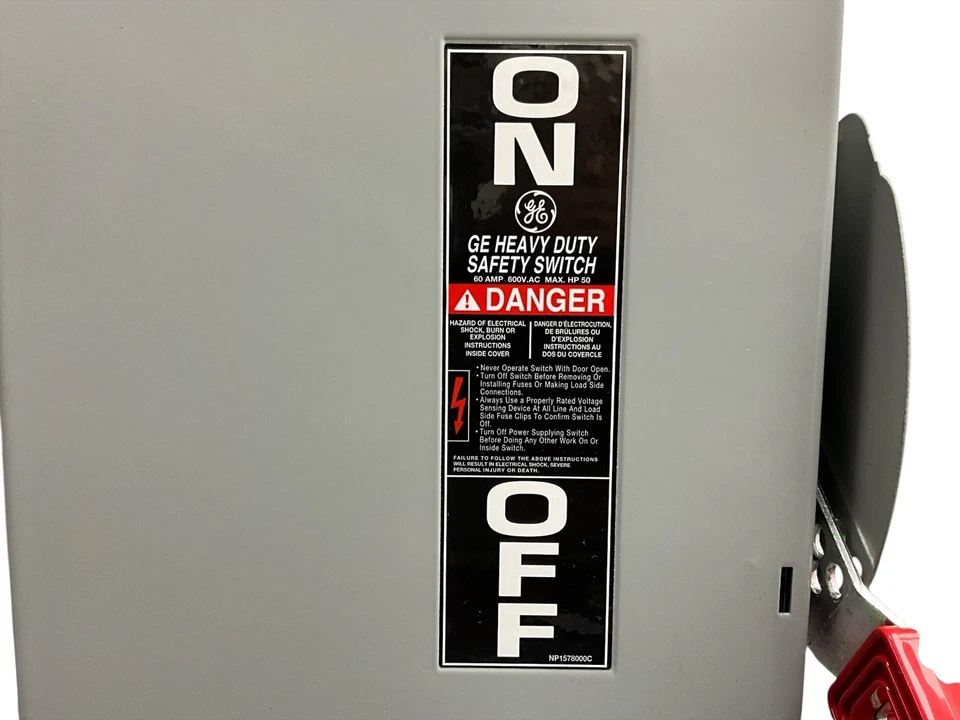 ON
GE
GE HEAVY DUTY
SAFETY SWITCH
60 AMP 600V.AC MAX. HP 50
DANGER
HAZARD OF ELECTRICAL
SHOCK, BURN OR
EXPLOSION
INSTRUCTIONS
INSIDE COVER
DANGER D'ÉLECTROCUTION,
DE BRÛLURES OU
D'EXPLOSION
INSTRUCTIONS AU
DOS DU COVERCLE
• Never Operate Switch With Door Open.
• Turn Off Switch Before Removing Or
Installing Fuses Or Making Load Side
Connections.
• Always Use a Properly Rated Voltage
Sensing Device At All Line And Load
Side Fuse Clips To Confirm Switch Is
Off.
• Turn Off Power Supplying Switch
Before Doing Any Other Work On Or
Inside Switch.
FAILURE TO FOLLOW THE ABOVE INSTRUCTIONS
WILL RESULT IN ELECTRICAL SHOCK, SEVERE
PERSONAL INJURY OR DEATH.
OFF
NP1578000C